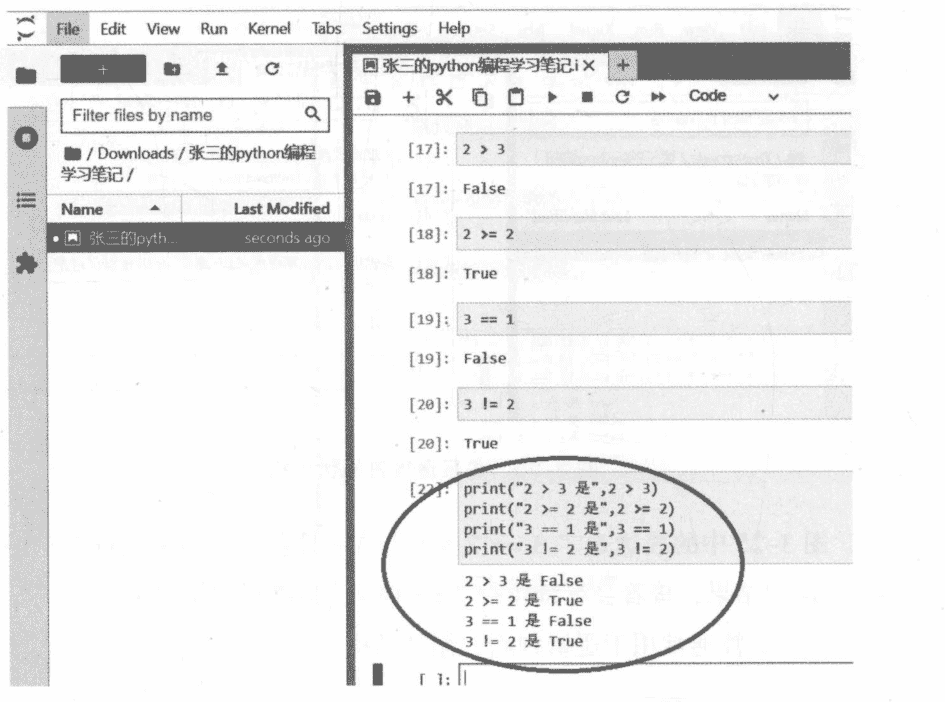 File Edit View Run Kernel Tabs Settings Help
张三的python编程学习笔记.i
Code
Filter files by name
/ Downloads / 张三的python编程
学习笔记 /
Name Last Modified
张三的pyth... seconds ago
[17]: 2 > 3
[17]: False
[18]: 2 >= 2
[18]: True
[19]: 3 == 1
[19]: False
[20]: 3 != 2
[20]: True
[22]: print("2 > 3 是",2 > 3)
print("2 >= 2 是",2 >= 2)
print("3 == 1 是",3 == 1)
print("3 != 2 是",3 != 2)
2 > 3 是 False
2 >= 2 是 True
3 == 1 是 False
3 != 2 是 True
[ ]: